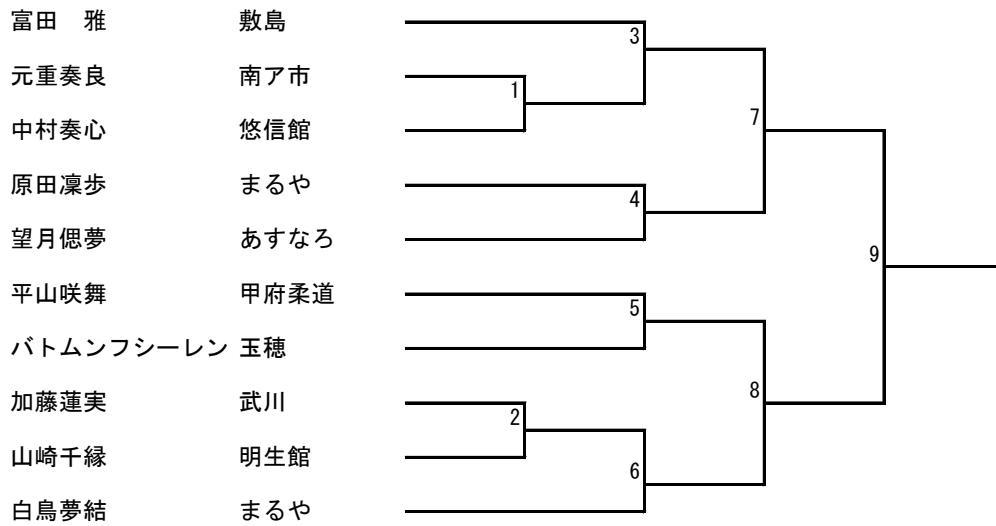 富田　雅 敷島
3
元重奏良 南ア市
1
中村奏心 悠信館
7
原田凜歩 まるや
4
望月偲夢 あすなろ
9
平山咲舞 甲府柔道
5
バトムンフシーレン 玉穂
8
加藤蓮実 武川
2
山崎千縁 明生館
6
白鳥夢結 まるや